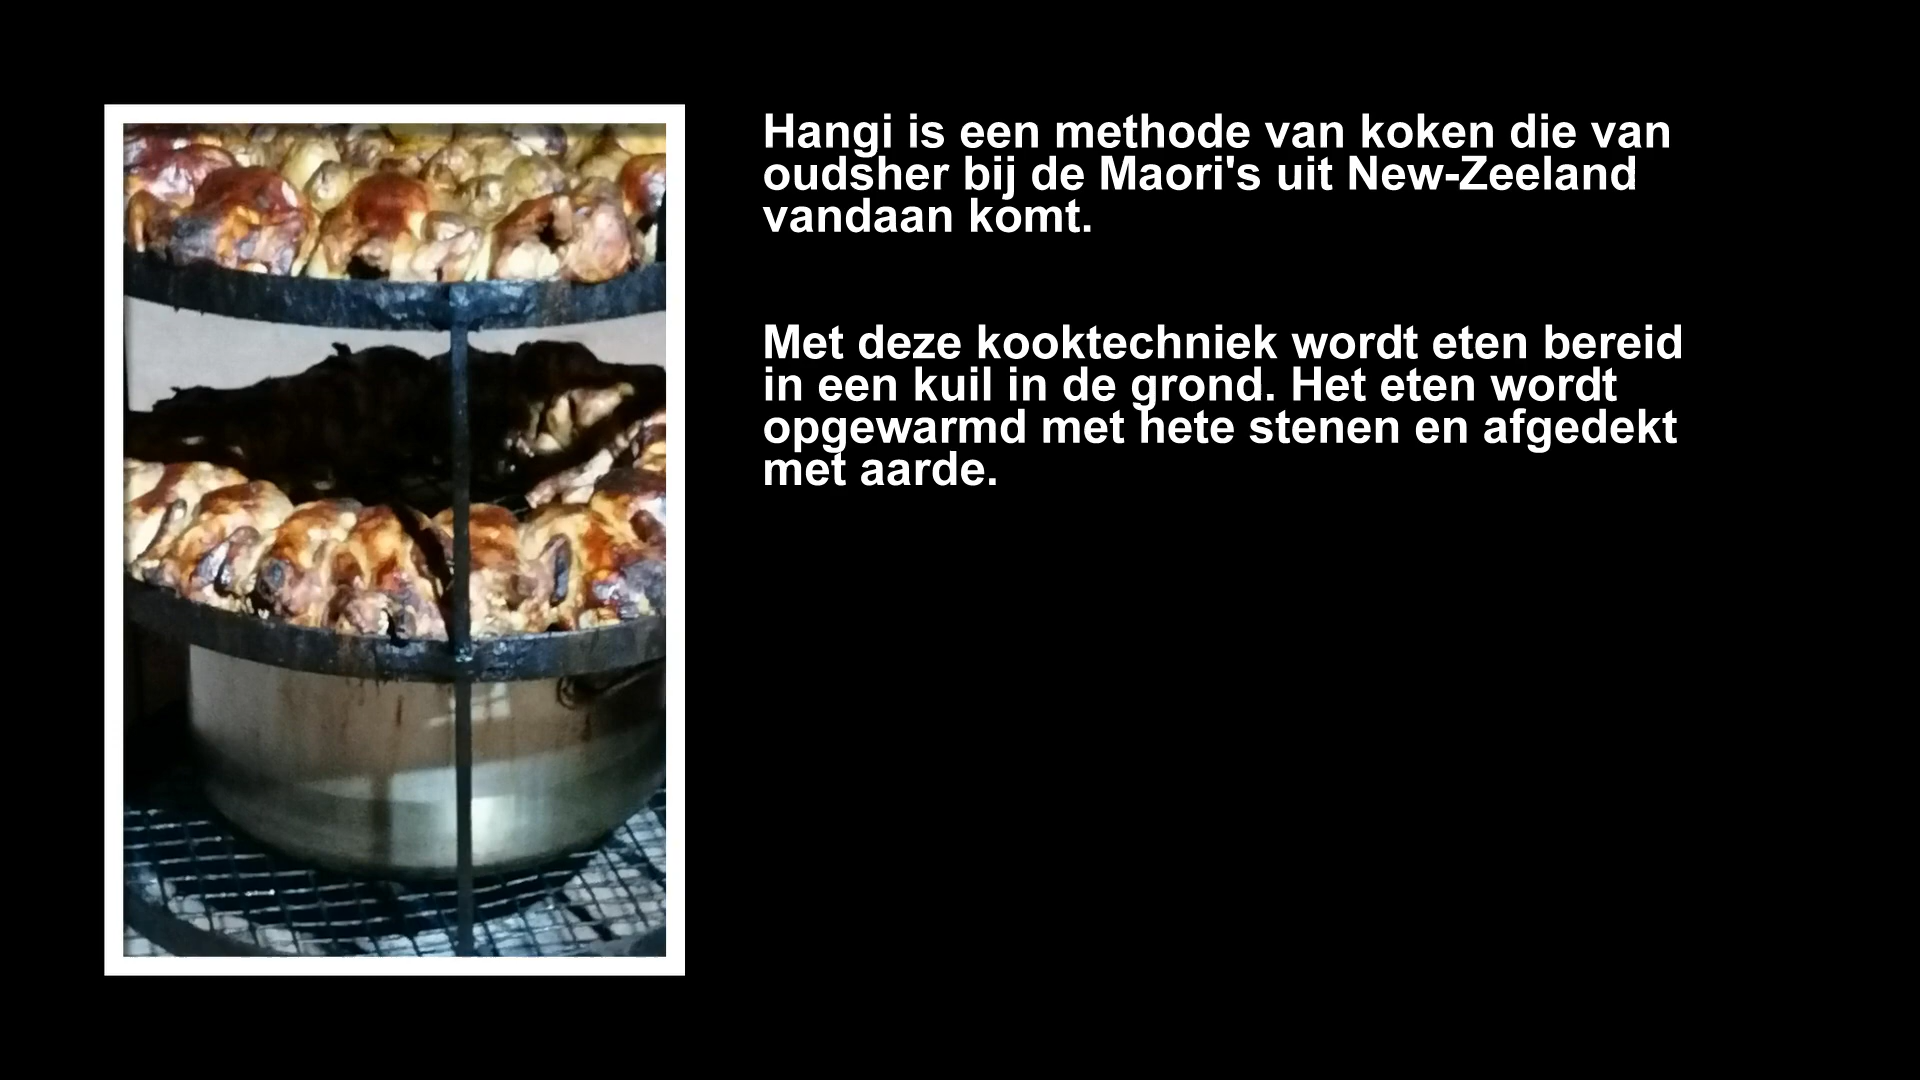 Hangi is een methode van koken die van
oudsher bij de Maori's uit New-Zeeland
vandaan komt.
Met deze kooktechniek wordt eten bereid
in een kuil in de grond. Het eten wordt
opgewarmd met hete stenen en afgedekt
met aarde.